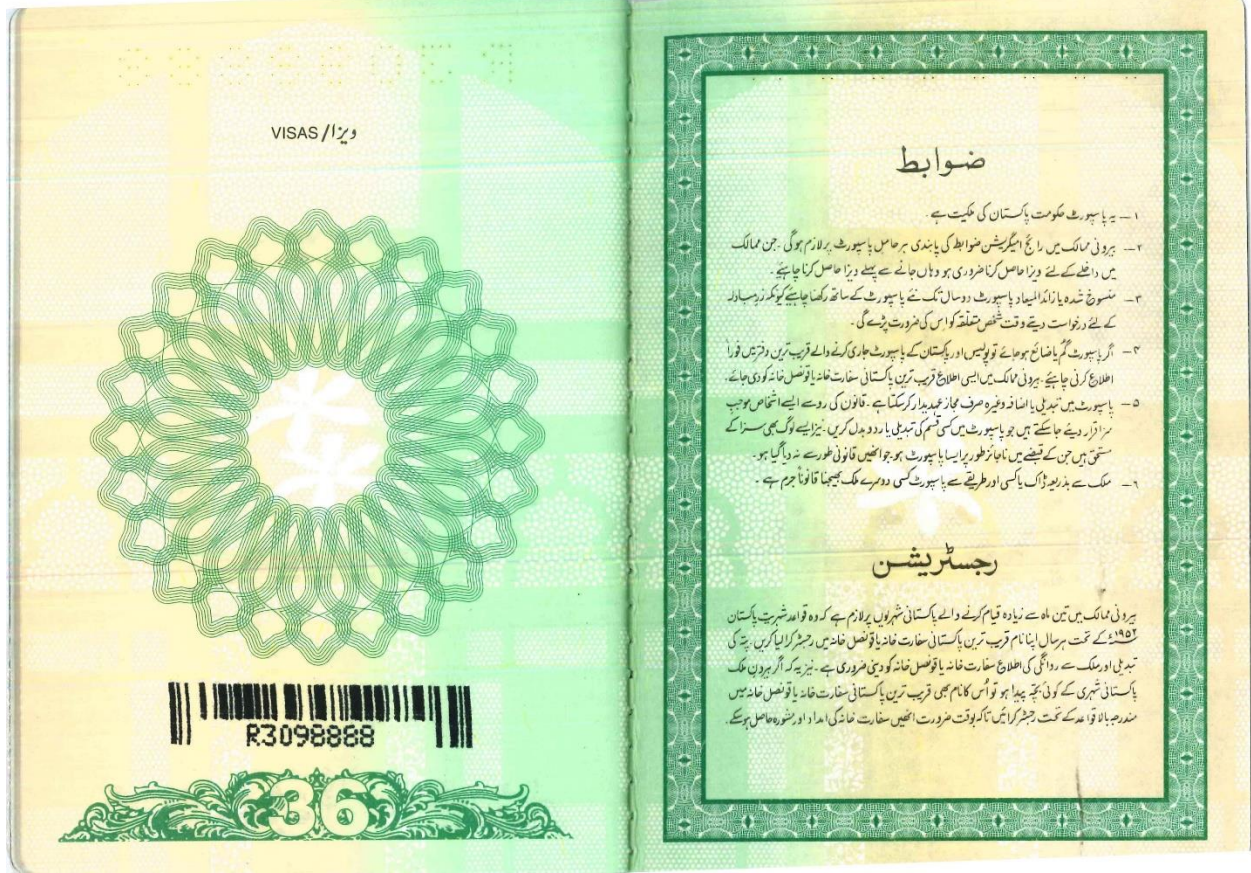 ویزا / VISAS
R3098888
36
ضوابط
۱ــ یہ پاسپورٹ حکومت پاکستان کی ملکیت ہے۔
۲ــ بیرونی ممالک میں رائج امیگریشن ضوابط کی پابندی ہر حامل پاسپورٹ پر لازم ہوگی۔ جن ممالک
میں داخلے کے لئے ویزا حاصل کرنا ضروری ہو وہاں جانے سے پہلے ویزا حاصل کرنا چاہیئے۔
۳ــ منسوخ شدہ یا زائد المیعاد پاسپورٹ دو سال تک نئے پاسپورٹ کے ساتھ رکھنا چاہیئے کیونکہ زرِ مبادلہ
کے لئے درخواست دیتے وقت شخص متعلقہ کو اس کی ضرورت پڑے گی۔
۴ــ اگر پاسپورٹ گم یا ضائع ہو جائے تو پولیس اور پاکستان کے پاسپورٹ جاری کرنے والے قریب ترین دفتر میں فوراً
اطلاع کرنی چاہیئے۔ بیرونی ممالک میں ایسی اطلاع قریب ترین پاکستانی سفارت خانہ یا قونصل خانہ کو دی جائے۔
۵ــ پاسپورٹ میں تبدیلی یا اضافہ وغیرہ صرف مجاز عہدیدار کر سکتا ہے۔ قانون کی رو سے ایسے اشخاص موجب
سزا قرار دیئے جا سکتے ہیں جو پاسپورٹ میں کسی قسم کی تبدیلی یا رد و بدل کریں۔ نیز ایسے لوگ بھی سزا کے
مستحق ہیں جن کے قبضے میں ناجائز طور پر ایسا پاسپورٹ ہو۔ جو انھیں قانونی طور سے نہ دیا گیا ہو۔
۶ــ ملک سے بذریعہ ڈاک یا کسی اور طریقے سے پاسپورٹ کسی دوسرے ملک بھیجنا قانوناً جرم ہے۔
رجسٹریشن
بیرونی ممالک میں تین ماہ سے زیادہ قیام کرنے والے پاکستانی شہریوں پر لازم ہے کہ وہ قواعد شہریت پاکستان
۱۹۵۲ء کے تحت ہر سال اپنا نام قریب ترین پاکستانی سفارت خانہ یا قونصل خانہ میں رجسٹر کرا لیا کریں۔ پتہ کی
تبدیلی اور ملک سے روانگی کی اطلاع سفارت خانہ یا قونصل خانہ کو دینی ضروری ہے۔ نیز یہ کہ اگر بیرون ملک
پاکستانی شہری کے کوئی بچّہ پیدا ہو تو اُس کا نام بھی قریب ترین پاکستانی سفارت خانہ یا قونصل خانہ میں
مندرجہ بالا قواعد کے تحت رجسٹر کرائیں تاکہ بوقت ضرورت انھیں سفارت خانہ کی امداد اور مشورہ حاصل ہو سکے۔